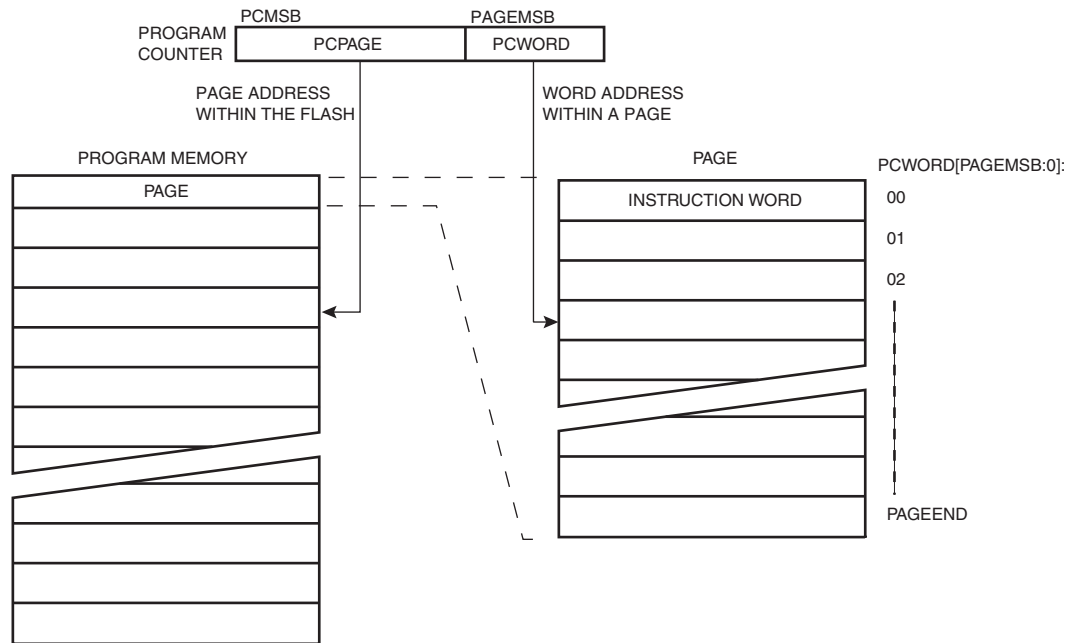 PCMSB
PAGEMSB
PROGRAM
COUNTER
PCPAGE
PCWORD
PAGE ADDRESS
WITHIN THE FLASH
WORD ADDRESS
WITHIN A PAGE
PROGRAM MEMORY
PAGE
PAGE
INSTRUCTION WORD
PCWORD[PAGEMSB:0]:
00
01
02
PAGEEND